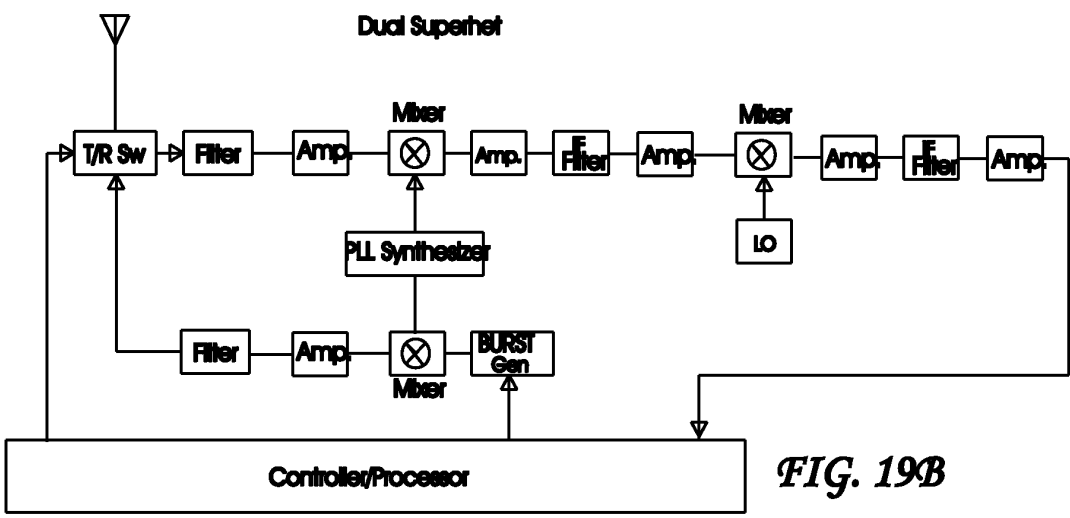 Dual Superhet
Mixer
Mixer
T/R Sw
Filter
Amp.
Amp.
IF
Filter
Amp.
Amp.
IF
Filter
Amp.
PLL Synthesizer
LO
Filter
Amp.
BURST
Gen
Mixer
Controller/Processor
FIG. 19B